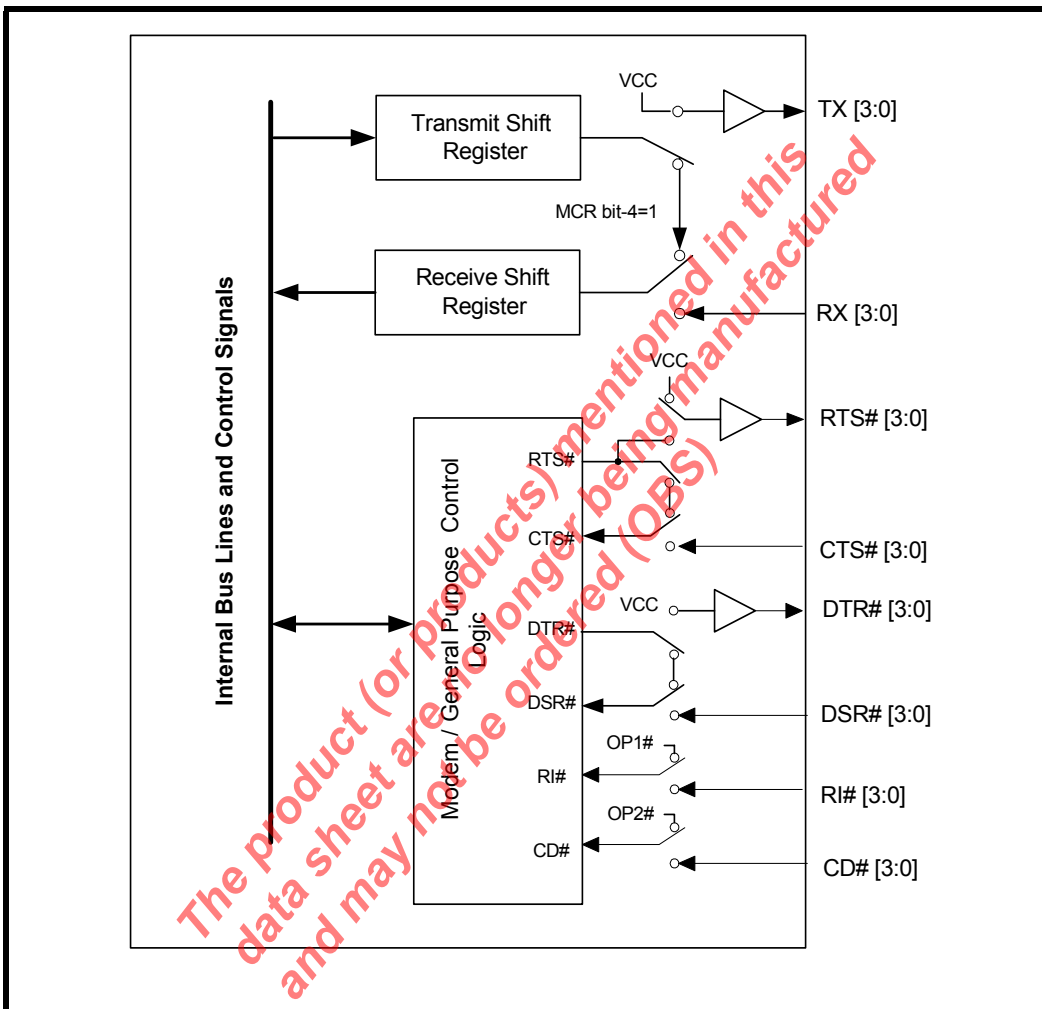 VCC
TX [3:0]
Transmit Shift
Register
MCR bit-4=1
Receive Shift
Register
RX [3:0]
Internal Bus Lines and Control Signals
VCC
RTS# [3:0]
RTS#
CTS#
CTS# [3:0]
Modem / General Purpose Control
Logic
VCC
DTR# [3:0]
DTR#
DSR#
DSR# [3:0]
OP1#
RI#
RI# [3:0]
OP2#
CD#
CD# [3:0]
The product (or products) mentioned in this
data sheet are no longer being manufactured
and may not be ordered (OBS)